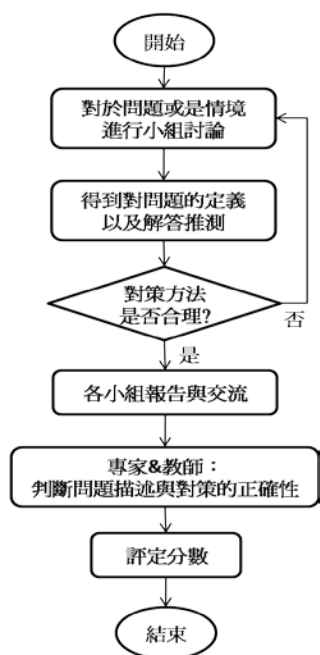 開始
對於問題或是情境
進行小組討論
得到對問題的定義
以及解答推測
對策方法
是否合理?
否
是
各小組報告與交流
專家&教師：
判斷問題描述與對策的正確性
評定分數
結束